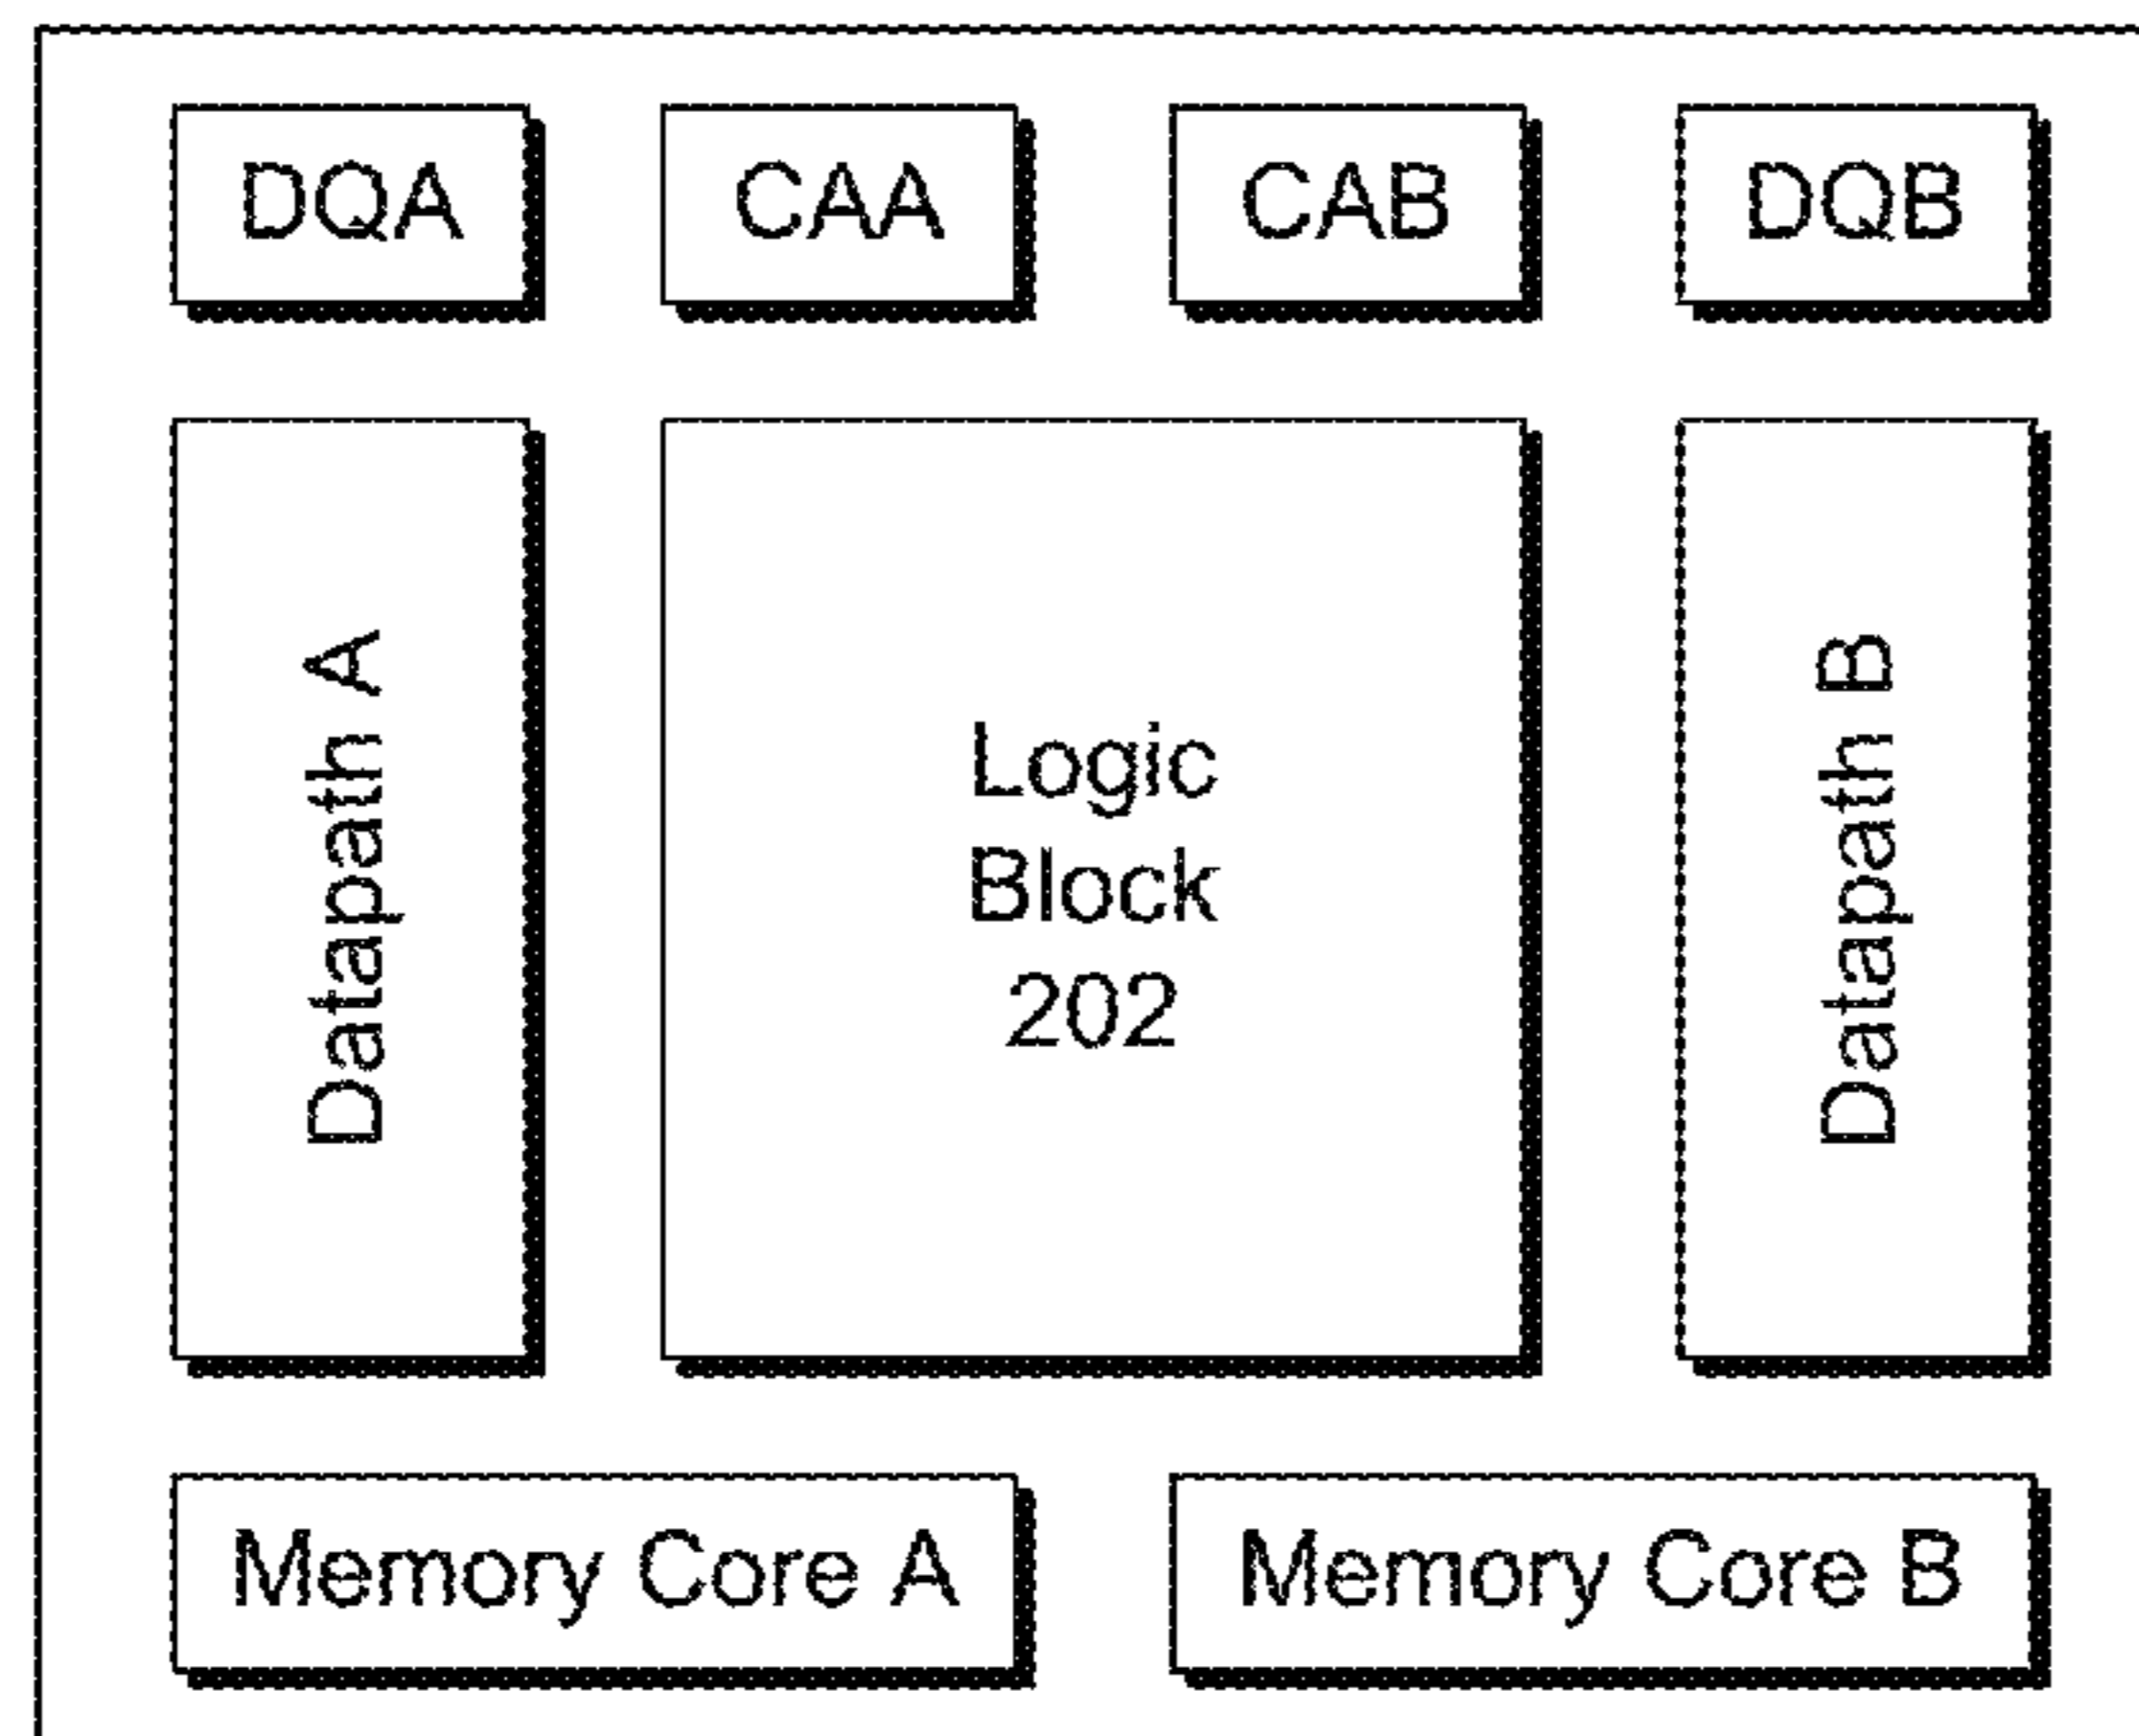 DQA
CAA
CAB
DQB
Datapath A
Logic
Block
202
Datapath B
Memory Core A
Memory Core B